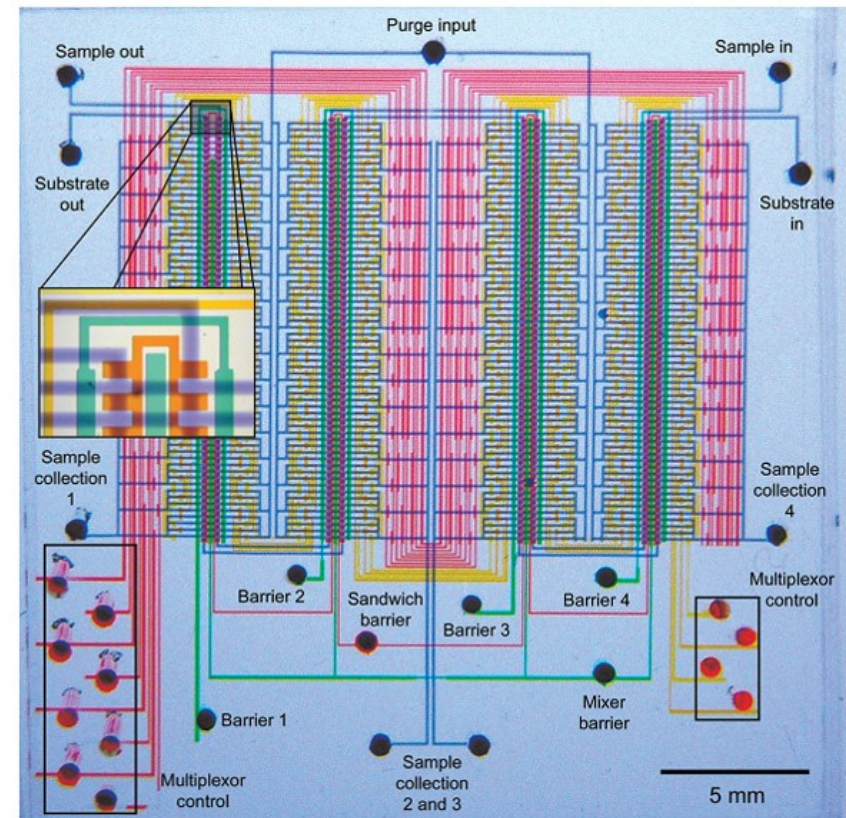 Purge input
Sample out
Sample in
Substrate
out
Substrate
in
Sample
collection
1
Sample
collection
4
Barrier 2
Sandwich
barrier
Barrier 3
Barrier 4
Multiplexor
control
Barrier 1
Mixer
barrier
Multiplexor
control
Sample
collection
2 and 3
5 mm